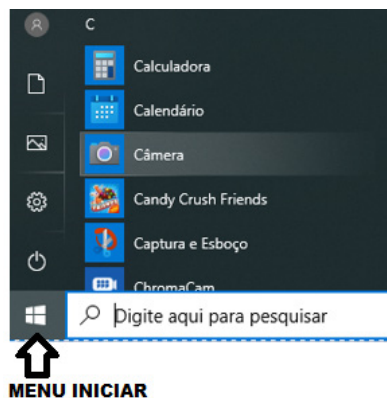 C
Calculadora
Calendário
Câmera
Candy Crush Friends
Captura e Esboço
ChromaCam
Digite aqui para pesquisar
MENU INICIAR